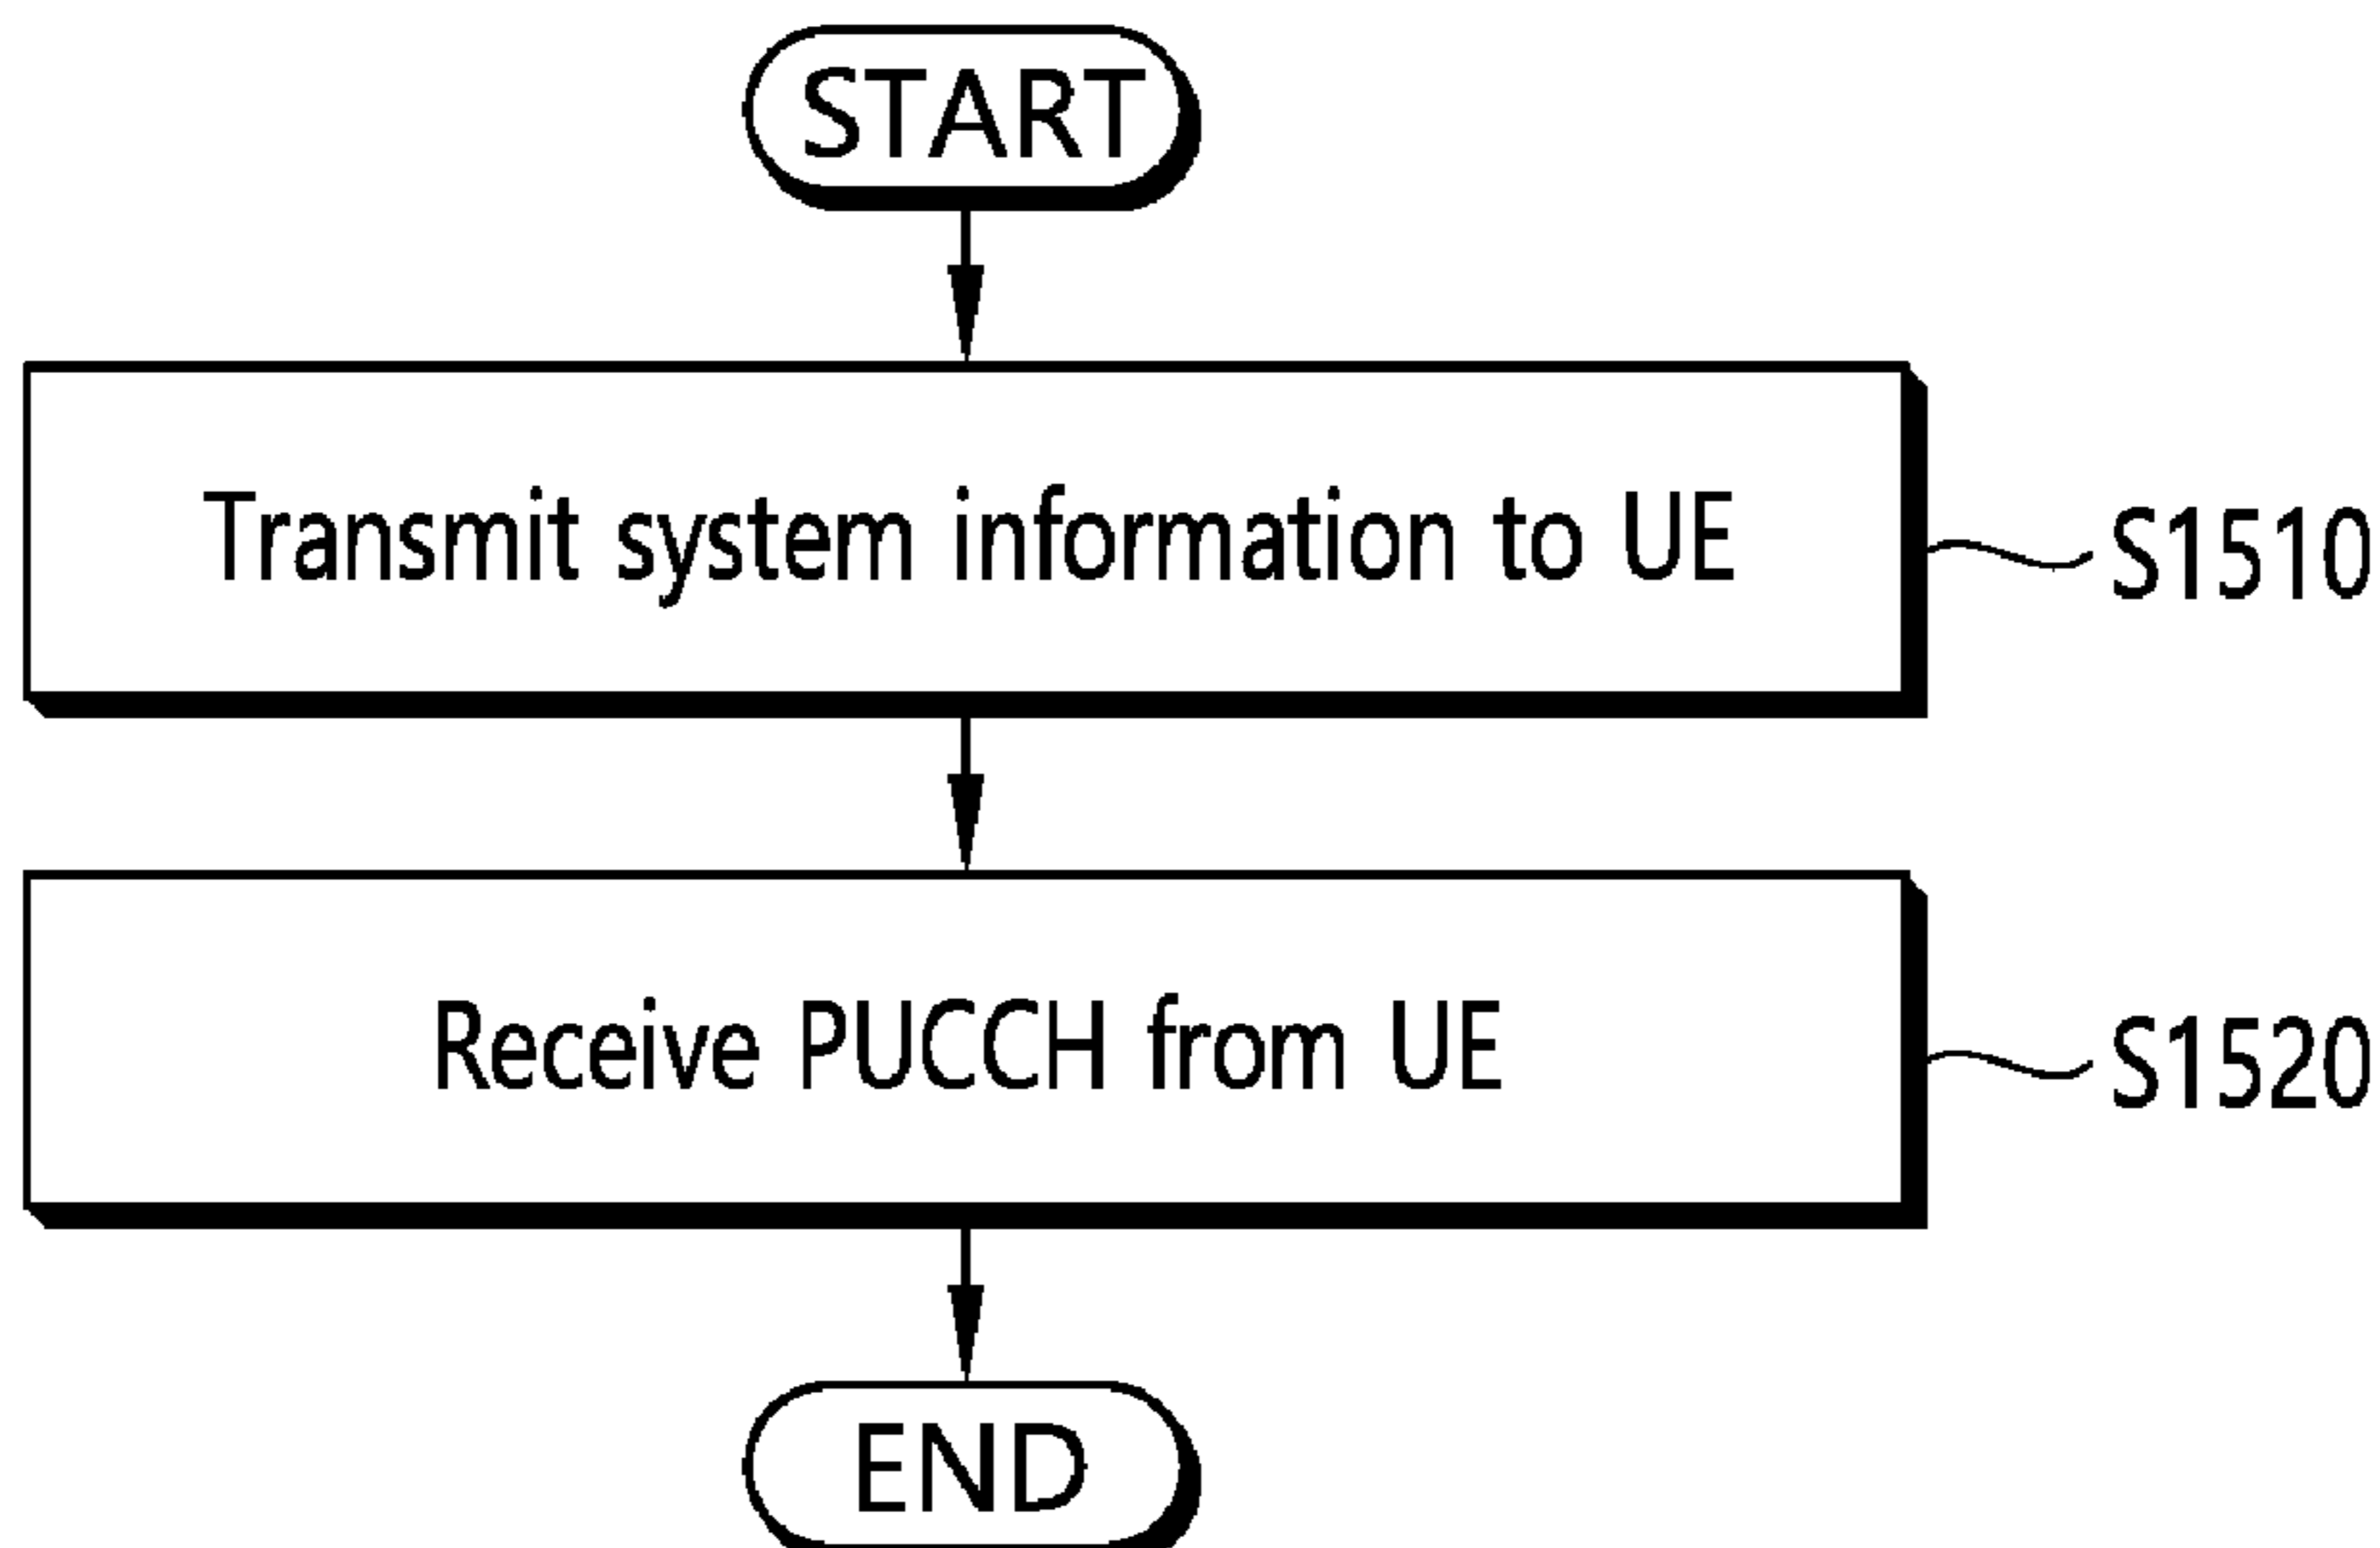 START
Transmit system information to UE
S1510
Receive PUCCH from UE
S1520
END